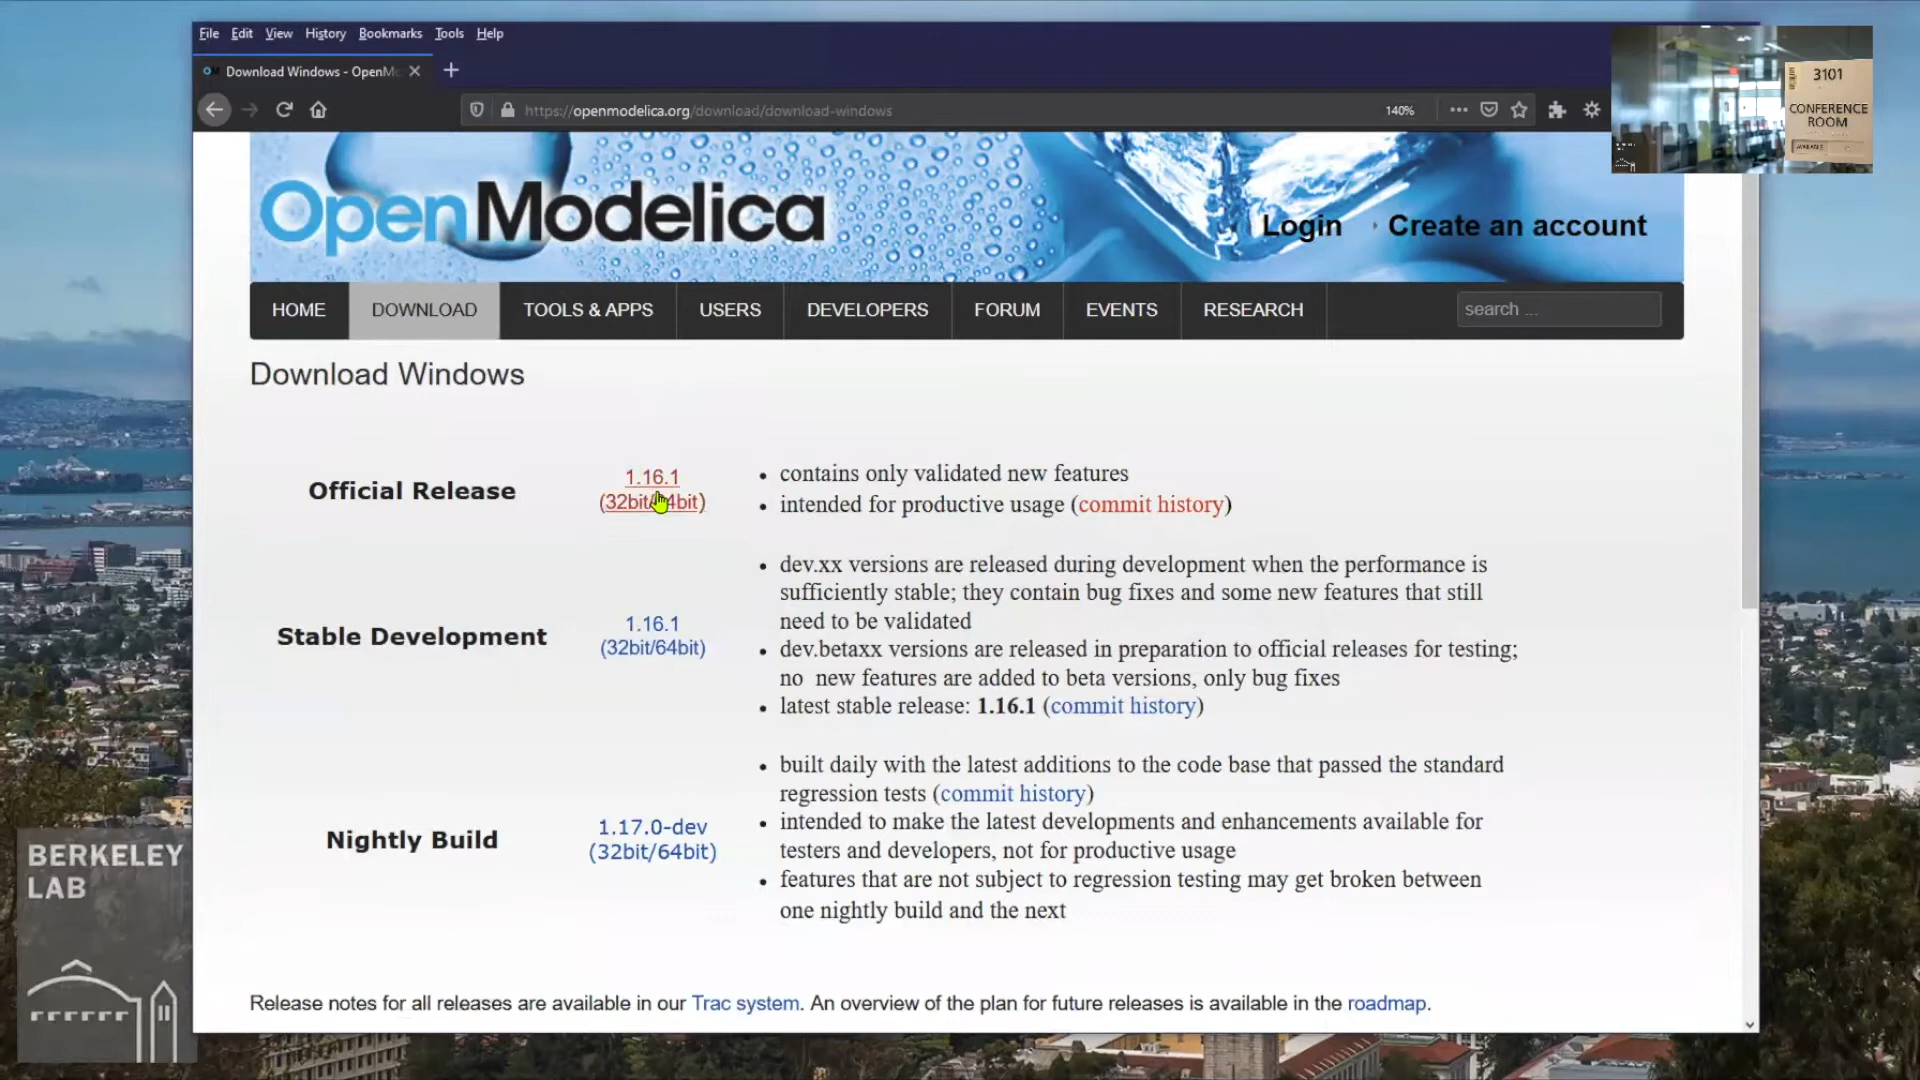 File Edit View History Bookmarks Tools Help
Download Windows - OpenMo
https://openmodelica.org/download/download-windows
140%
3101
CONFERENCE
ROOM
AVAILABLE
OpenModelica
Login
Create an account
HOME
DOWNLOAD
TOOLS & APPS
USERS
DEVELOPERS
FORUM
EVENTS
RESEARCH
search ...
Download Windows
Official Release
1.16.1
(32bit/64bit)
• contains only validated new features
• intended for productive usage (commit history)
Stable Development
1.16.1
(32bit/64bit)
• dev.xx versions are released during development when the performance is
sufficiently stable; they contain bug fixes and some new features that still
need to be validated
• dev.betaxx versions are released in preparation to official releases for testing;
no new features are added to beta versions, only bug fixes
• latest stable release: 1.16.1 (commit history)
Nightly Build
1.17.0-dev
(32bit/64bit)
• built daily with the latest additions to the code base that passed the standard
regression tests (commit history)
• intended to make the latest developments and enhancements available for
testers and developers, not for productive usage
• features that are not subject to regression testing may get broken between
one nightly build and the next
Release notes for all releases are available in our Trac system. An overview of the plan for future releases is available in the roadmap.
BERKELEY
LAB